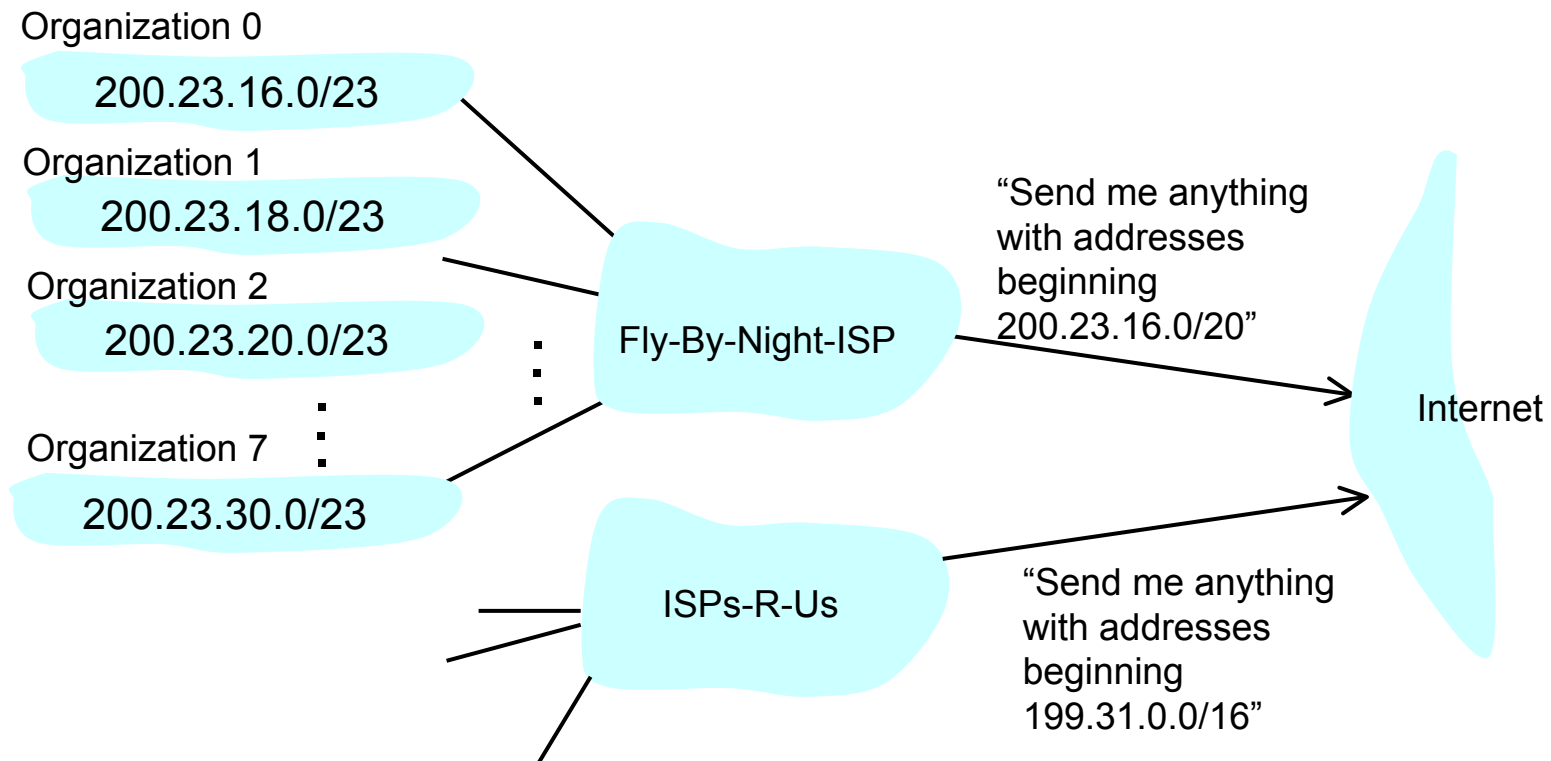 Organization 0
200.23.16.0/23
Organization 1
200.23.18.0/23
Organization 2
200.23.20.0/23
Organization 7
200.23.30.0/23
Fly-By-Night-ISP
“Send me anything
with addresses
beginning
200.23.16.0/20”
Internet
ISPs-R-Us
“Send me anything
with addresses
beginning
199.31.0.0/16”